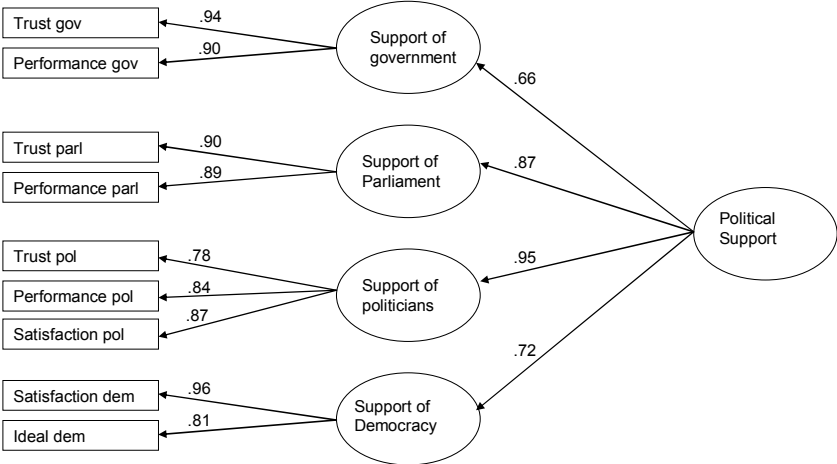 Trust gov
.94
Support of
government
Performance gov
.90
.66
Trust parl
.90
Support of
Parliament
Performance parl
.89
.87
Political
Support
Trust pol
.78
Support of
politicians
Performance pol
.84
.95
Satisfaction pol
.87
.72
Satisfaction dem
.96
Support of
Democracy
Ideal dem
.81